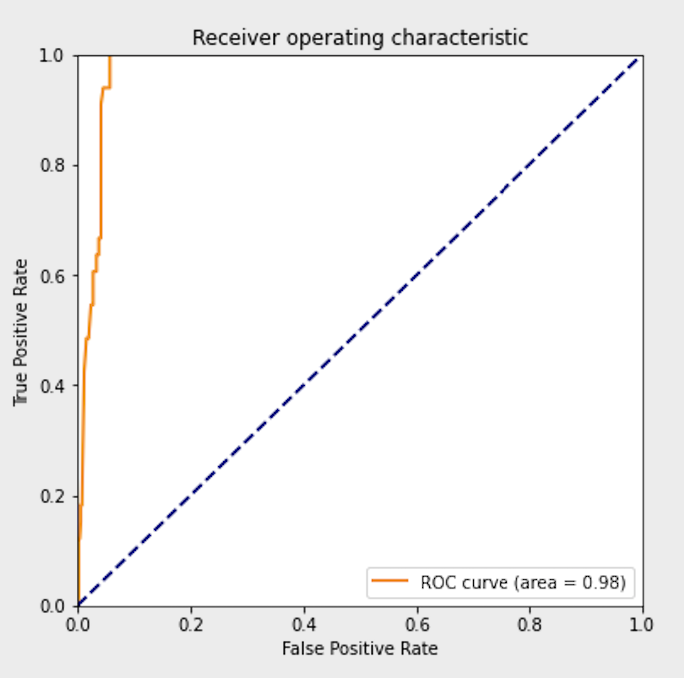 Receiver operating characteristic
1.0
0.8
0.6
0.4
0.2
0.0
True Positive Rate
ROC curve (area = 0.98)
0.0 0.2 0.4 0.6 0.8 1.0
False Positive Rate